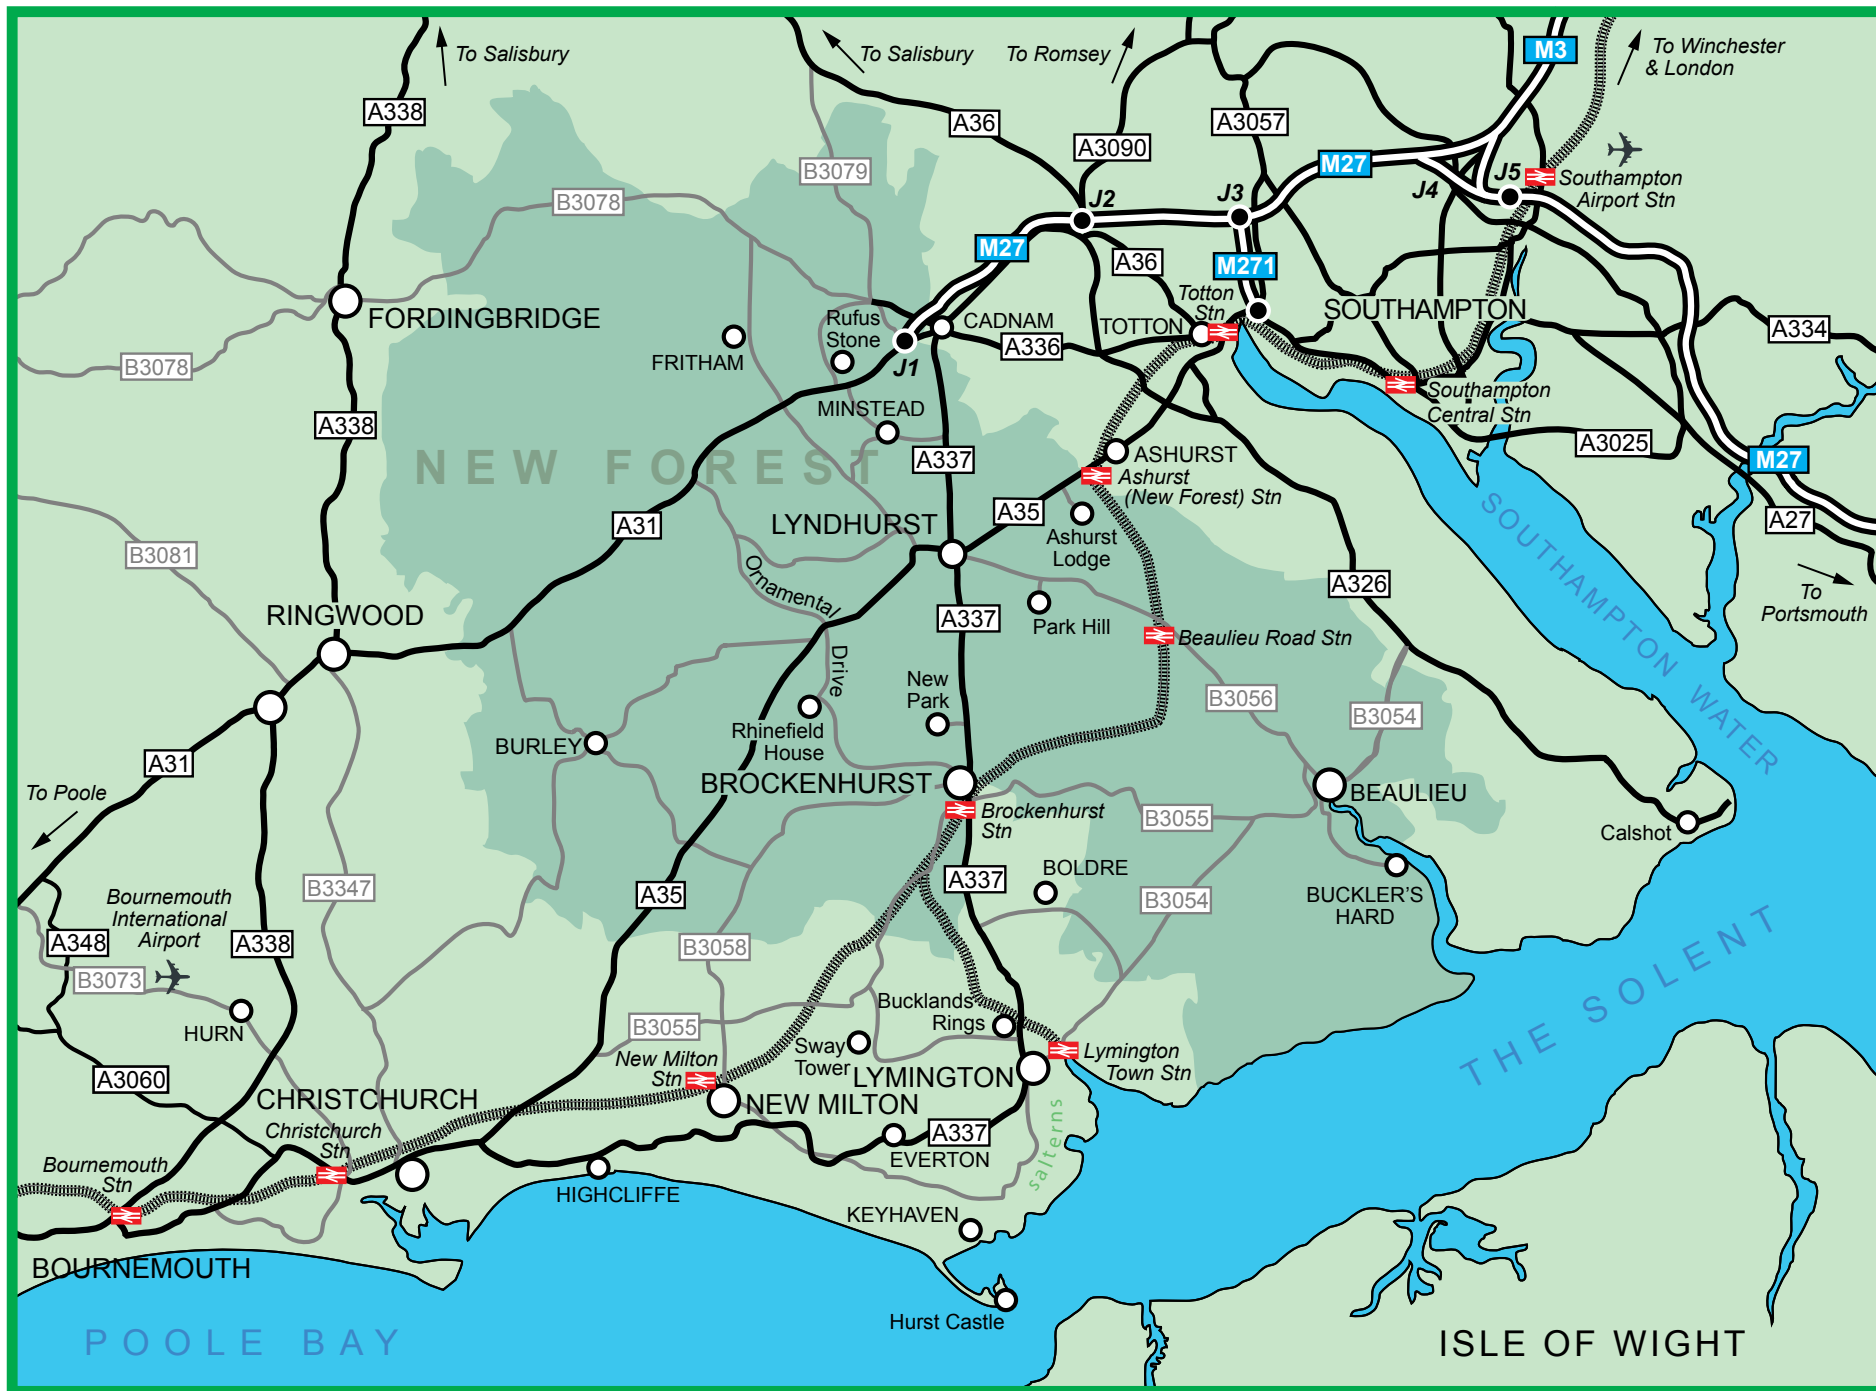 To Salisbury
To Salisbury
To Romsey
M3
To Winchester
& London
A338
A36
A3090
A3057
M27
B3079
B3078
J2
J3
J4
J5
Southampton
Airport Stn
M27
A36
M271
Totton
Stn
FORDINGBRIDGE
Rufus
Stone
CADNAM
TOTTON
SOUTHAMPTON
A334
FRITHAM
J1
A336
B3078
Southampton
Central Stn
MINSTEAD
A338
A3025
NEW FOREST
A337
ASHURST
Ashurst
(New Forest) Stn
M27
A31
LYNDHURST
A35
Ashurst
Lodge
A27
SOUTHAMPTON WATER
B3081
Ornamental
Drive
A326
To
Portsmouth
RINGWOOD
A337
Park Hill
Beaulieu Road Stn
New
Park
B3056
B3054
Rhinefield
House
BURLEY
A31
To Poole
BROCKENHURST
BEAULIEU
Brockenhurst
Stn
B3055
Calshot
BOLDRE
B3347
A35
A337
B3054
BUCKLER'S
HARD
Bournemouth
International
Airport
A348
A338
B3058
B3073
THE SOLENT
HURN
B3055
Bucklands
Rings
New Milton
Stn
Sway
Tower
LYMINGTON
Lymington
Town Stn
A3060
CHRISTCHURCH
NEW MILTON
Christchurch
Stn
A337
EVERTON
salterns
Bournemouth
Stn
HIGHCLIFFE
KEYHAVEN
BOURNEMOUTH
Hurst Castle
POOLE BAY
ISLE OF WIGHT